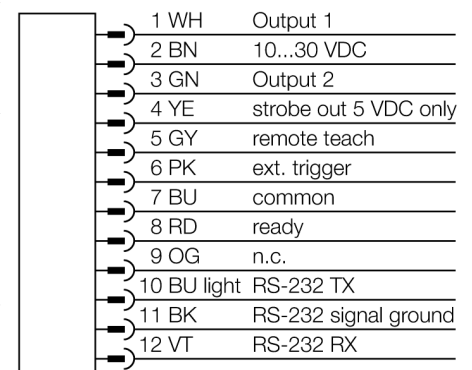 1 WH Output 1
2 BN 10...30 VDC
3 GN Output 2
4 YE strobe out 5 VDC only
5 GY remote teach
6 PK ext. trigger
7 BU common
8 RD ready
9 OG n.c.
10 BU light RS-232 TX
11 BK RS-232 signal ground
12 VT RS-232 RX